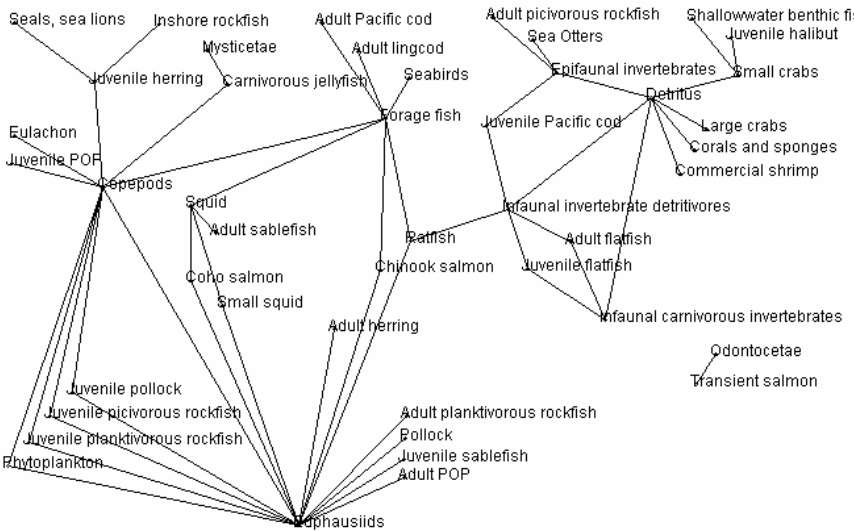 Seals, sea lions
Inshore rockfish
Adult Pacific cod
Adult picivorous rockfish
Shallowwater benthic fi
Mysticetae
Adult lingcod
Sea Otters
Juvenile halibut
Juvenile herring
Carnivorous jellyfish
Seabirds
Epifaunal invertebrates
Small crabs
Detritus
Forage fish
Eulachon
Juvenile Pacific cod
Large crabs
Corals and sponges
Juvenile POP
Commercial shrimp
Copepods
Squid
Infaunal invertebrate detritivores
Adult sablefish
Ratfish
Adult flatfish
Coho salmon
Chinook salmon
Juvenile flatfish
Small squid
Adult herring
Infaunal carnivorous invertebrates
Odontocetae
Transient salmon
Juvenile pollock
Juvenile picivorous rockfish
Adult planktivorous rockfish
Juvenile planktivorous rockfish
Pollock
Phytoplankton
Juvenile sablefish
Adult POP
Euphausiids